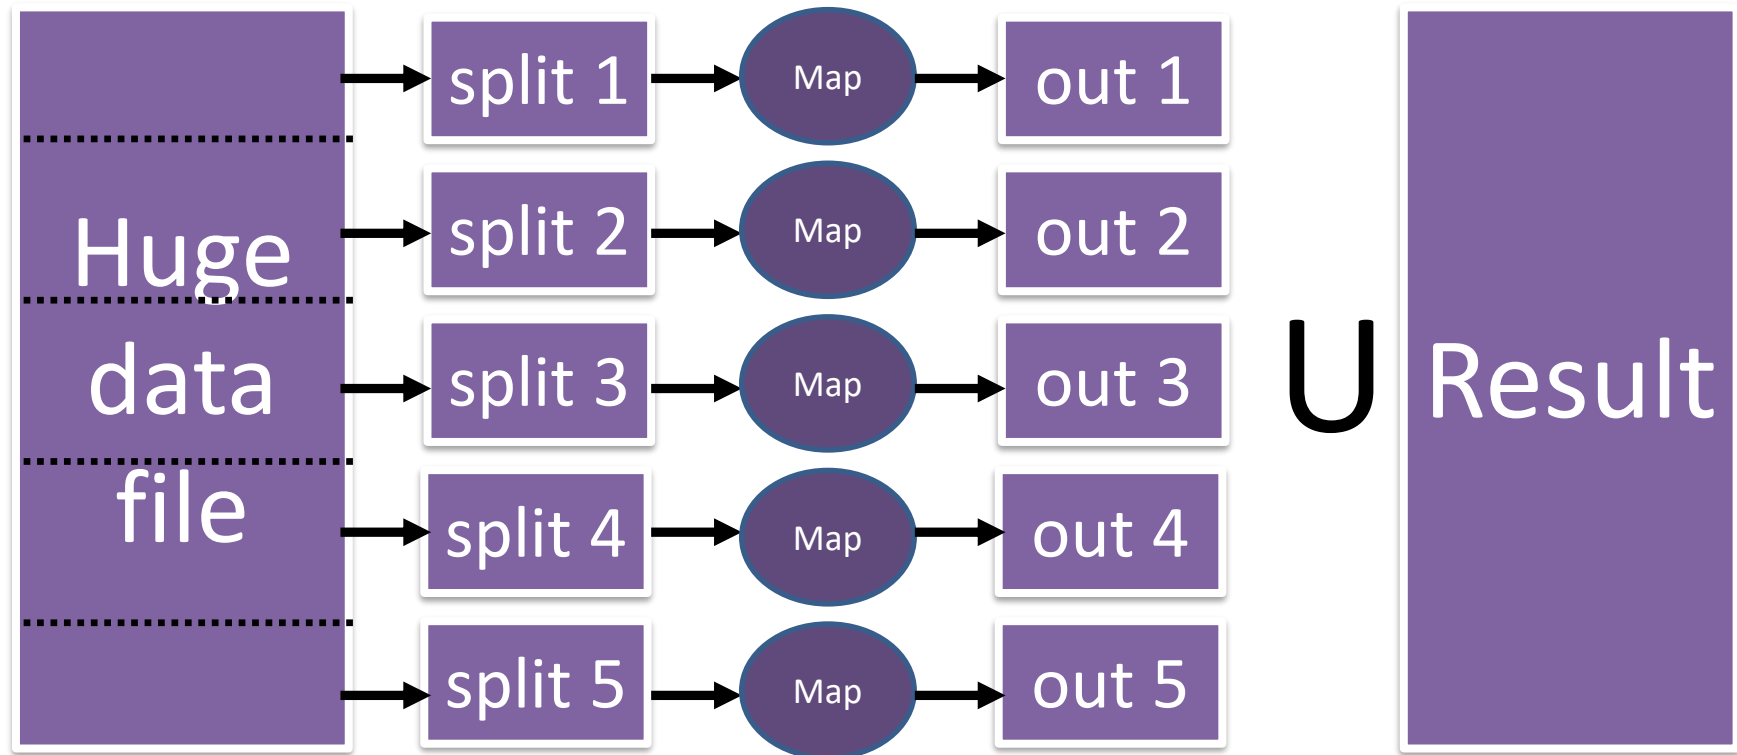 Huge
data
file
split 1
Map
out 1
split 2
Map
out 2
split 3
Map
out 3
split 4
Map
out 4
split 5
Map
out 5
U
Result